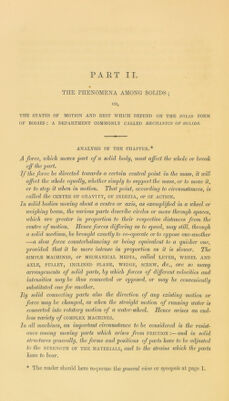 PART II.
THE PHENOMENA AMONG SOLIDS;
OR,
THE STATES OF MOTION AND REST WHICH DEPEND ON THE SOLID FORM
OF BODIES; A DEPARTMENT COMMONLY CALLED MECHANICS OF SOLIDS.
ANALYSIS OF THE CHAPTER.*
A force, which moves part of a solid body, must affect the whole or break
off the part.
If the force be directed towards a certain central point in the mass, it will
affect the whole equally, whether simply to support the mass, or to move it,
or to stop it when in motion. That point, according to circumstances, is
called the CENTRE OF GRAVITY, OF INERTIA, or OF ACTION.
In solid bodies moving about a centre or axis, as exemplified in a wheel or
weighing beam, the various parts describe circles or move through spaces,
which are greater in proportion to their respective distances from the
centre of motion. Hence forces differing as to speed, may still, through
a solid medium, be brought exactly to co-operate or to oppose one another
—a slow force counterbalancing or being equivalent to a quicker one,
provided that it be more intense in proportion as it is slower. The
SIMPLE MACHINES, or MECHANICAL MEDIA, called LEVER, WHEEL AND
AXLE, PULLEY, INCLINED PLANE, WEDGE, SCREW, &c., are so many
arrangements of solid parts, by which forces of different velocities and
intensities may be thus connected or opposed, or may be conveniently
substituted one for another.
By solid connecting parts also the direction of any existing motion or
force may be changed, as when the straight motion of running water is
converted into rotatory motion of a water-wheel. Hence arises an end-
less variety of COMPLEX MACHINES.
In all machines, an important circumstance to be considered is the resist-
ance among moving parts which arises from FRICTION:—and in solid
structures generally, the forms and positions of parts have to be adjusted
to the STRENGTH OF THE MATERIALS, and to the strains which the parts
have to bear.
* The reader should here re-peruse the general view or synopsis at page 1.